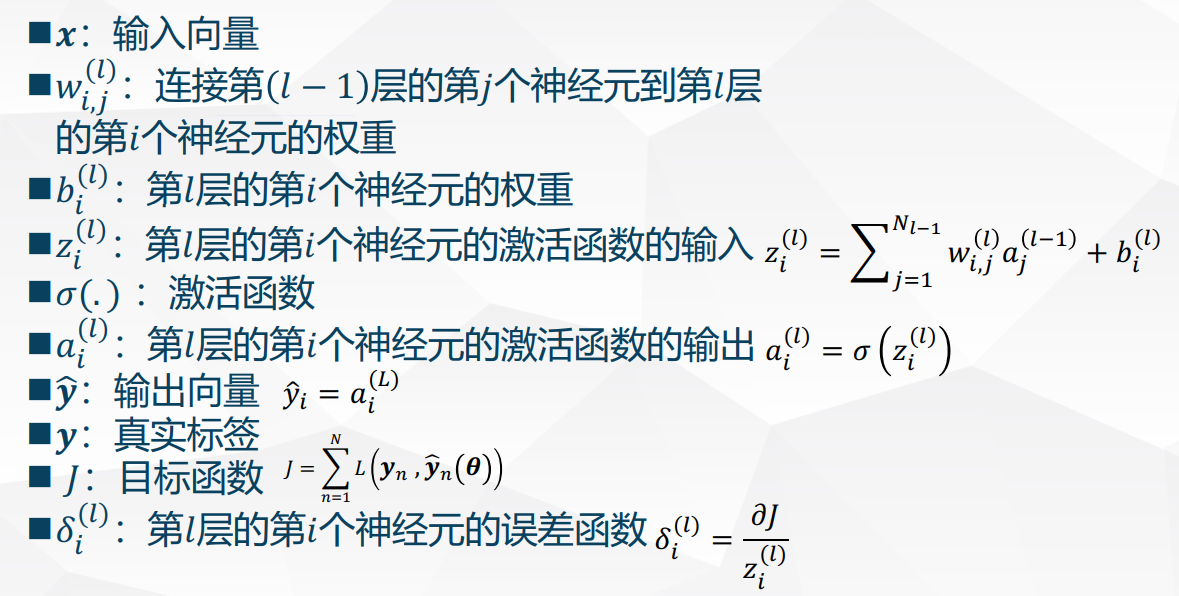 ■𝒙：输入向量
■$w_{i,j}^{(l)}$：连接第$(l-1)$层的第$j$个神经元到第$l$层
的第$i$个神经元的权重
■$b_i^{(l)}$：第$l$层的第$i$个神经元的权重
■$z_i^{(l)}$：第$l$层的第$i$个神经元的激活函数的输入 $z_i^{(l)} = \sum_{j=1}^{N_{l-1}} w_{i,j}^{(l)} a_j^{(l-1)} + b_i^{(l)}$
■$\sigma(.)$：激活函数
■$a_i^{(l)}$：第$l$层的第$i$个神经元的激活函数的输出 $a_i^{(l)} = \sigma\left(z_i^{(l)}\right)$
■$\hat{\boldsymbol{y}}$：输出向量 $\hat{y}_i = a_i^{(L)}$
■$\boldsymbol{y}$：真实标签
■ $J$：目标函数 $J = \sum_{n=1}^{N} L\left(\boldsymbol{y}_n, \hat{\boldsymbol{y}}_n(\boldsymbol{\theta})\right)$
■$\delta_i^{(l)}$：第$l$层的第$i$个神经元的误差函数 $\delta_i^{(l)} = \frac{\partial J}{z_i^{(l)}}$